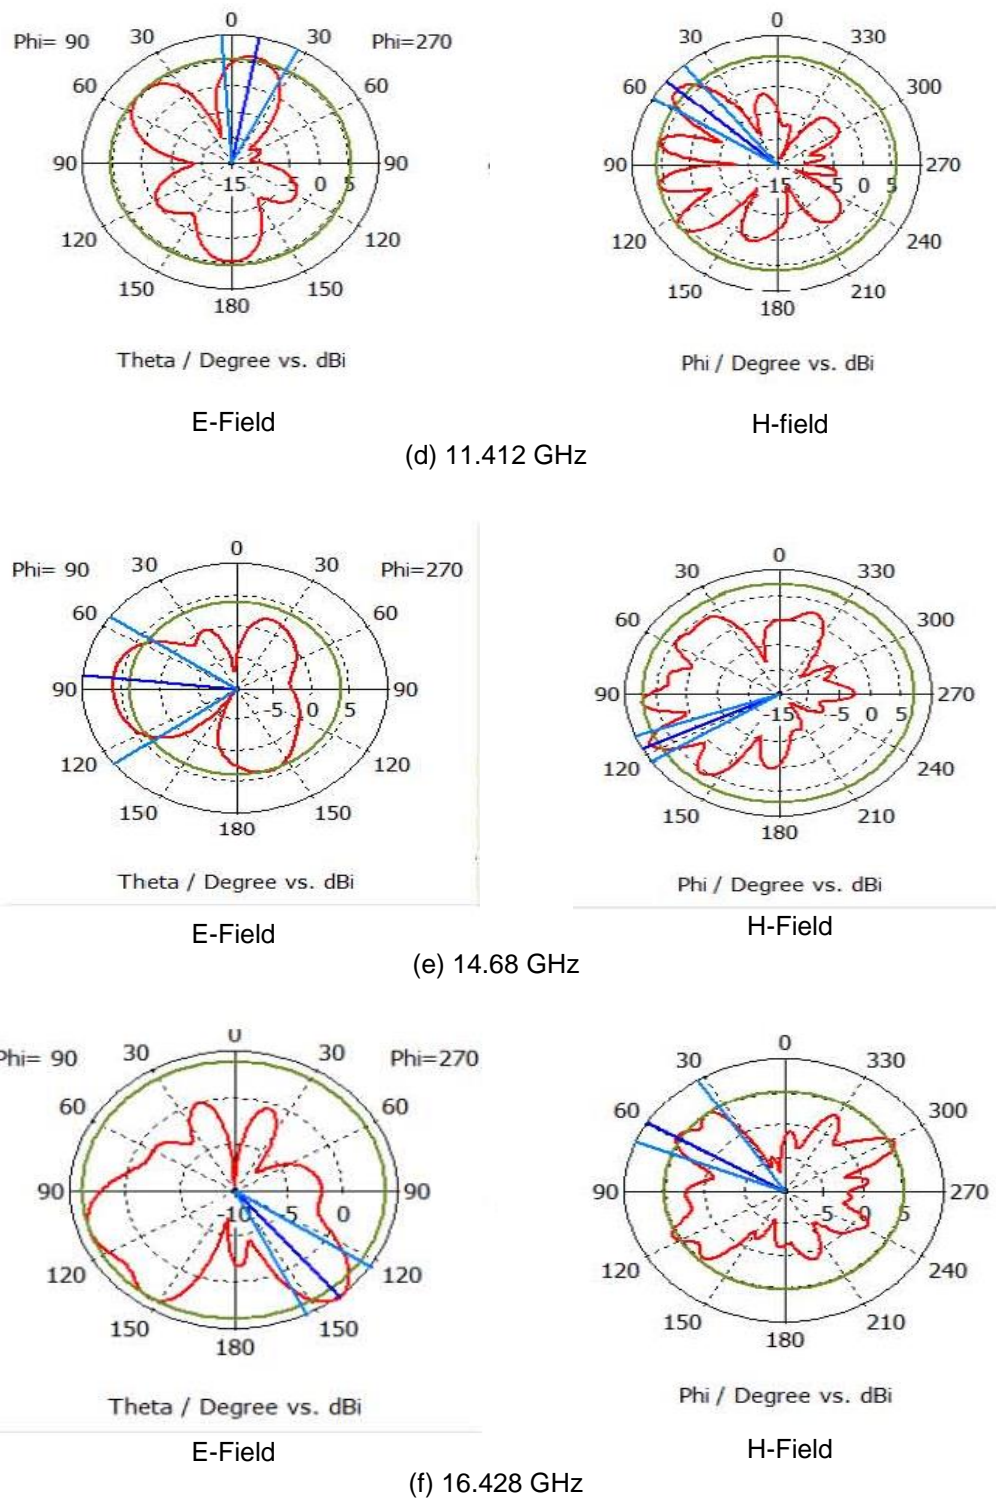 0
Phi= 90 30 30 Phi=270
60 60
90 -15 -5 0 5 90
120 120
150 150
180
Theta / Degree vs. dBi
E-Field
0
30 330
60 300
90 -15 -5 0 5 270
120 240
150 210
180
Phi / Degree vs. dBi
H-field
(d) 11.412 GHz
0
Phi= 90 30 30 Phi=270
60 60
90 -5 0 5 90
120 120
150 150
180
Theta / Degree vs. dBi
E-Field
0
30 330
60 300
90 -15 -5 0 5 270
120 240
150 210
180
Phi / Degree vs. dBi
H-Field
(e) 14.68 GHz
0
Phi= 90 30 30 Phi=270
60 60
90 -10 -5 0 90
120 120
150 150
180
Theta / Degree vs. dBi
E-Field
0
30 330
60 300
90 -5 0 5 270
120 240
150 210
180
Phi / Degree vs. dBi
H-Field
(f) 16.428 GHz